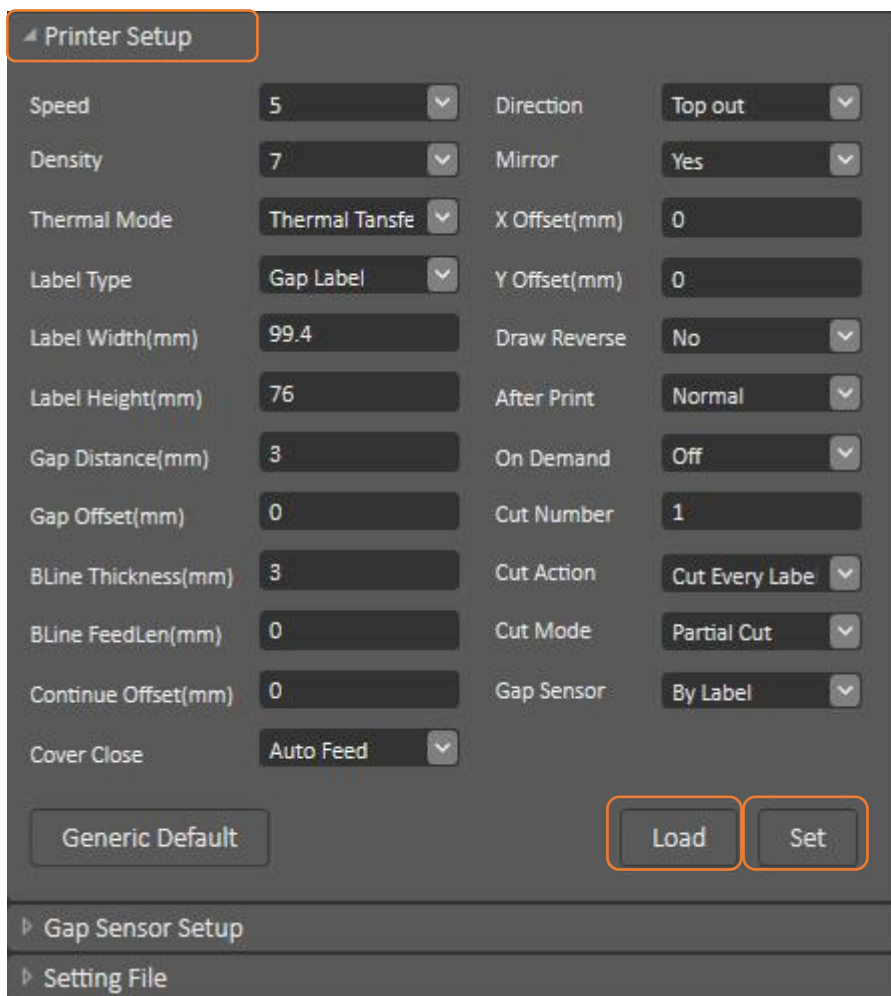 Printer Setup
Speed 5 Direction Top out
Density 7 Mirror Yes
Thermal Mode Thermal Tansfe X Offset(mm) 0
Label Type Gap Label Y Offset(mm) 0
Label Width(mm) 99.4 Draw Reverse No
Label Height(mm) 76 After Print Normal
Gap Distance(mm) 3 On Demand Off
Gap Offset(mm) 0 Cut Number 1
BLine Thickness(mm) 3 Cut Action Cut Every Labe
BLine FeedLen(mm) 0 Cut Mode Partial Cut
Continue Offset(mm) 0 Gap Sensor By Label
Cover Close Auto Feed
Generic Default Load Set
Gap Sensor Setup
Setting File